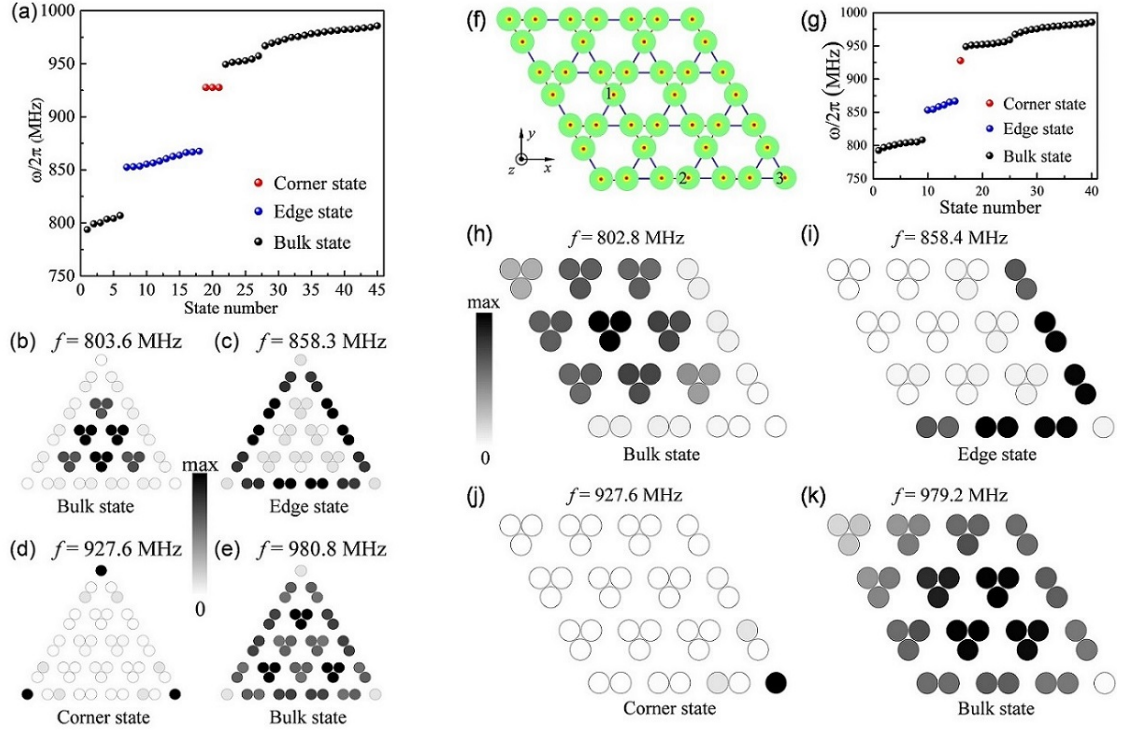 (a)
1000
950
900
850
800
750
ω/2π (MHz)
Corner state
Edge state
Bulk state
0 5 10 15 20 25 30 35 40 45
State number
(b) f = 803.6 MHz
Bulk state
(c) f = 858.3 MHz
Edge state
max
0
(d) f = 927.6 MHz
Corner state
(e) f = 980.8 MHz
Bulk state
(f)
1
2
3
y
z
x
(g)
1000
950
900
850
800
750
ω/2π (MHz)
Corner state
Edge state
Bulk state
0 10 20 30 40
State number
(h) f = 802.8 MHz
max
0
Bulk state
(i) f = 858.4 MHz
Edge state
(j) f = 927.6 MHz
Corner state
(k) f = 979.2 MHz
Bulk state